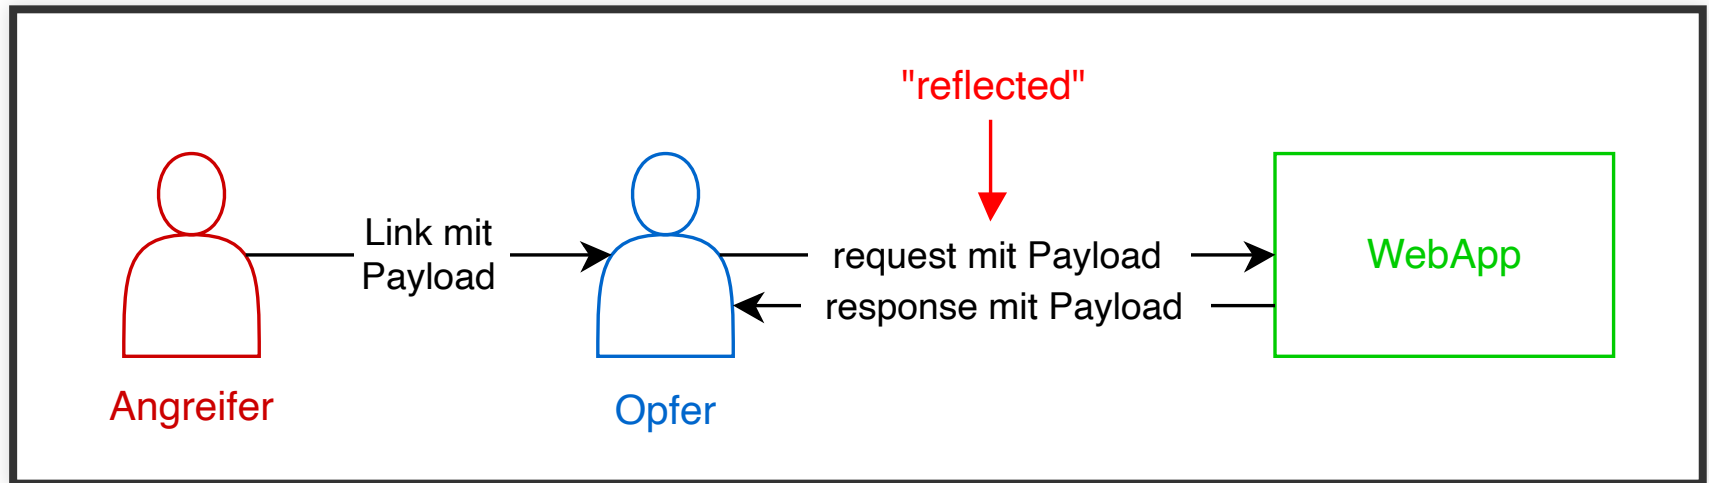 "reflected"
Link mit
Payload
request mit Payload
response mit Payload
WebApp
Angreifer
Opfer